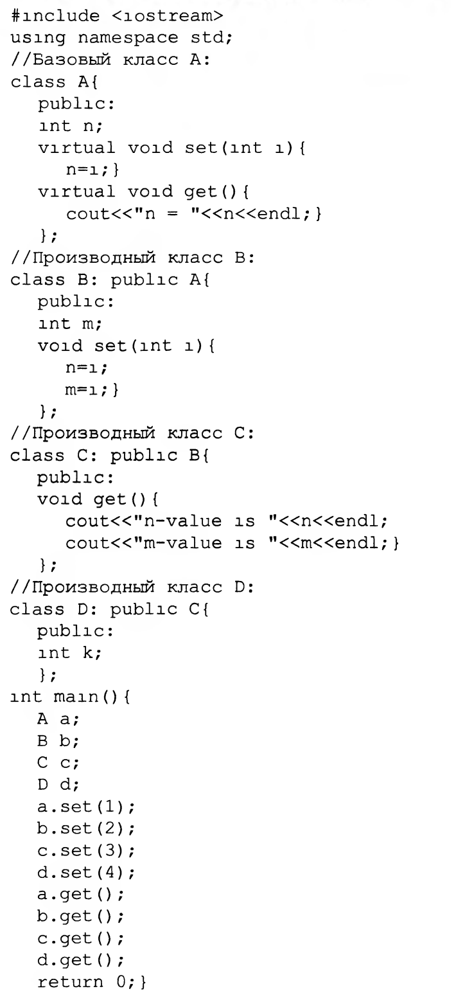 #include <iostream>
using namespace std;
//Базовый класс A:
class A{
public:
int n;
virtual void set(int i){
n=i;}
virtual void get(){
cout<<"n = "<<n<<endl;}
};
//Производный класс B:
class B: public A{
public:
int m;
void set(int i){
n=i;
m=i;}
};
//Производный класс C:
class C: public B{
public:
void get(){
cout<<"n-value is "<<n<<endl;
cout<<"m-value is "<<m<<endl;}
};
//Производный класс D:
class D: public C{
public:
int k;
};
int main(){
A a;
B b;
C c;
D d;
a.set(1);
b.set(2);
c.set(3);
d.set(4);
a.get();
b.get();
c.get();
d.get();
return 0;}